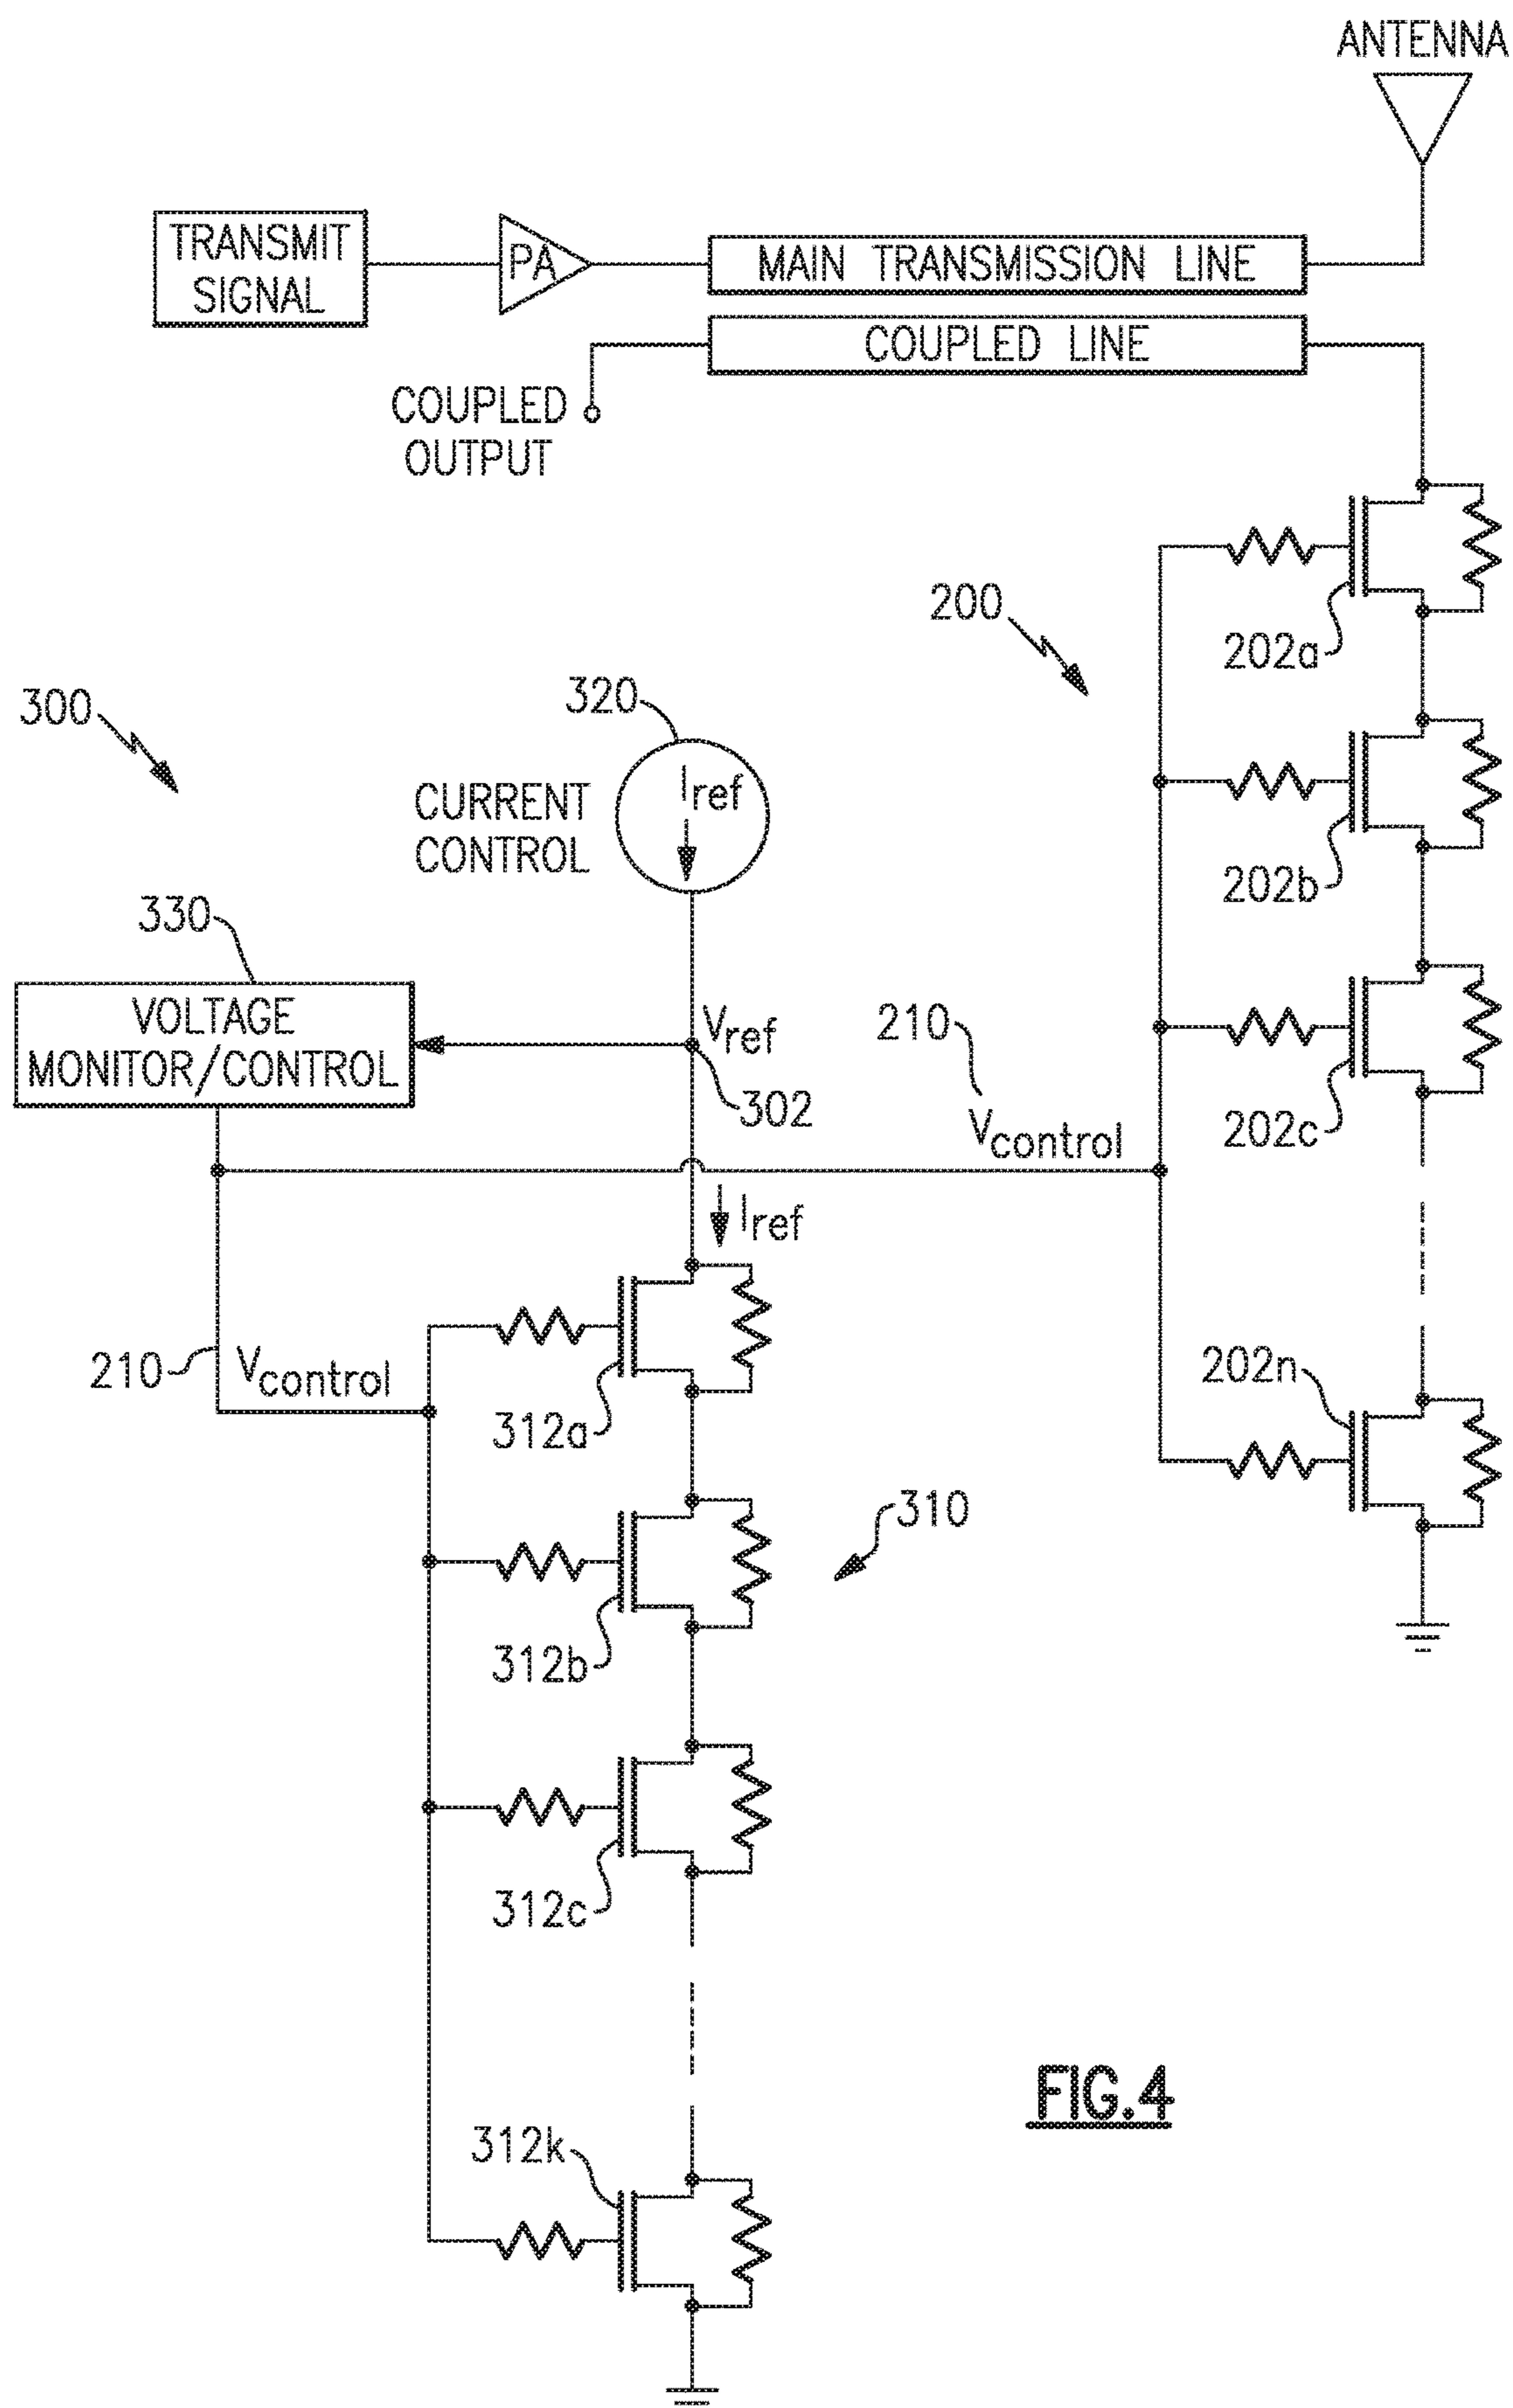 ANTENNA
TRANSMIT
SIGNAL
PA
MAIN TRANSMISSION LINE
COUPLED LINE
COUPLED
OUTPUT
200
202a
300
320
Iref
CURRENT
CONTROL
202b
330
VOLTAGE
MONITOR/CONTROL
Vref
302
210
Vcontrol
202c
Iref
210
Vcontrol
312a
202n
310
312b
312c
FIG.4
312k